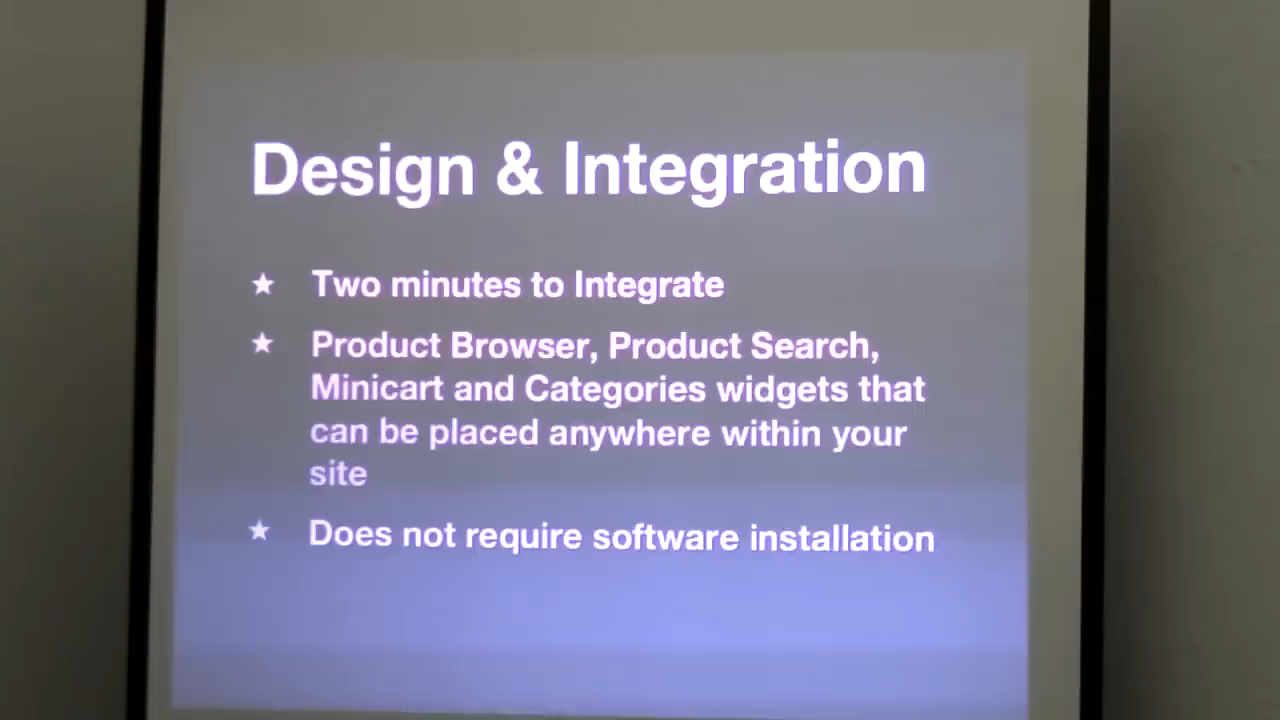 Design & Integration
★ Two minutes to Integrate
★ Product Browser, Product Search,
Minicart and Categories widgets that
can be placed anywhere within your
site
★ Does not require software installation